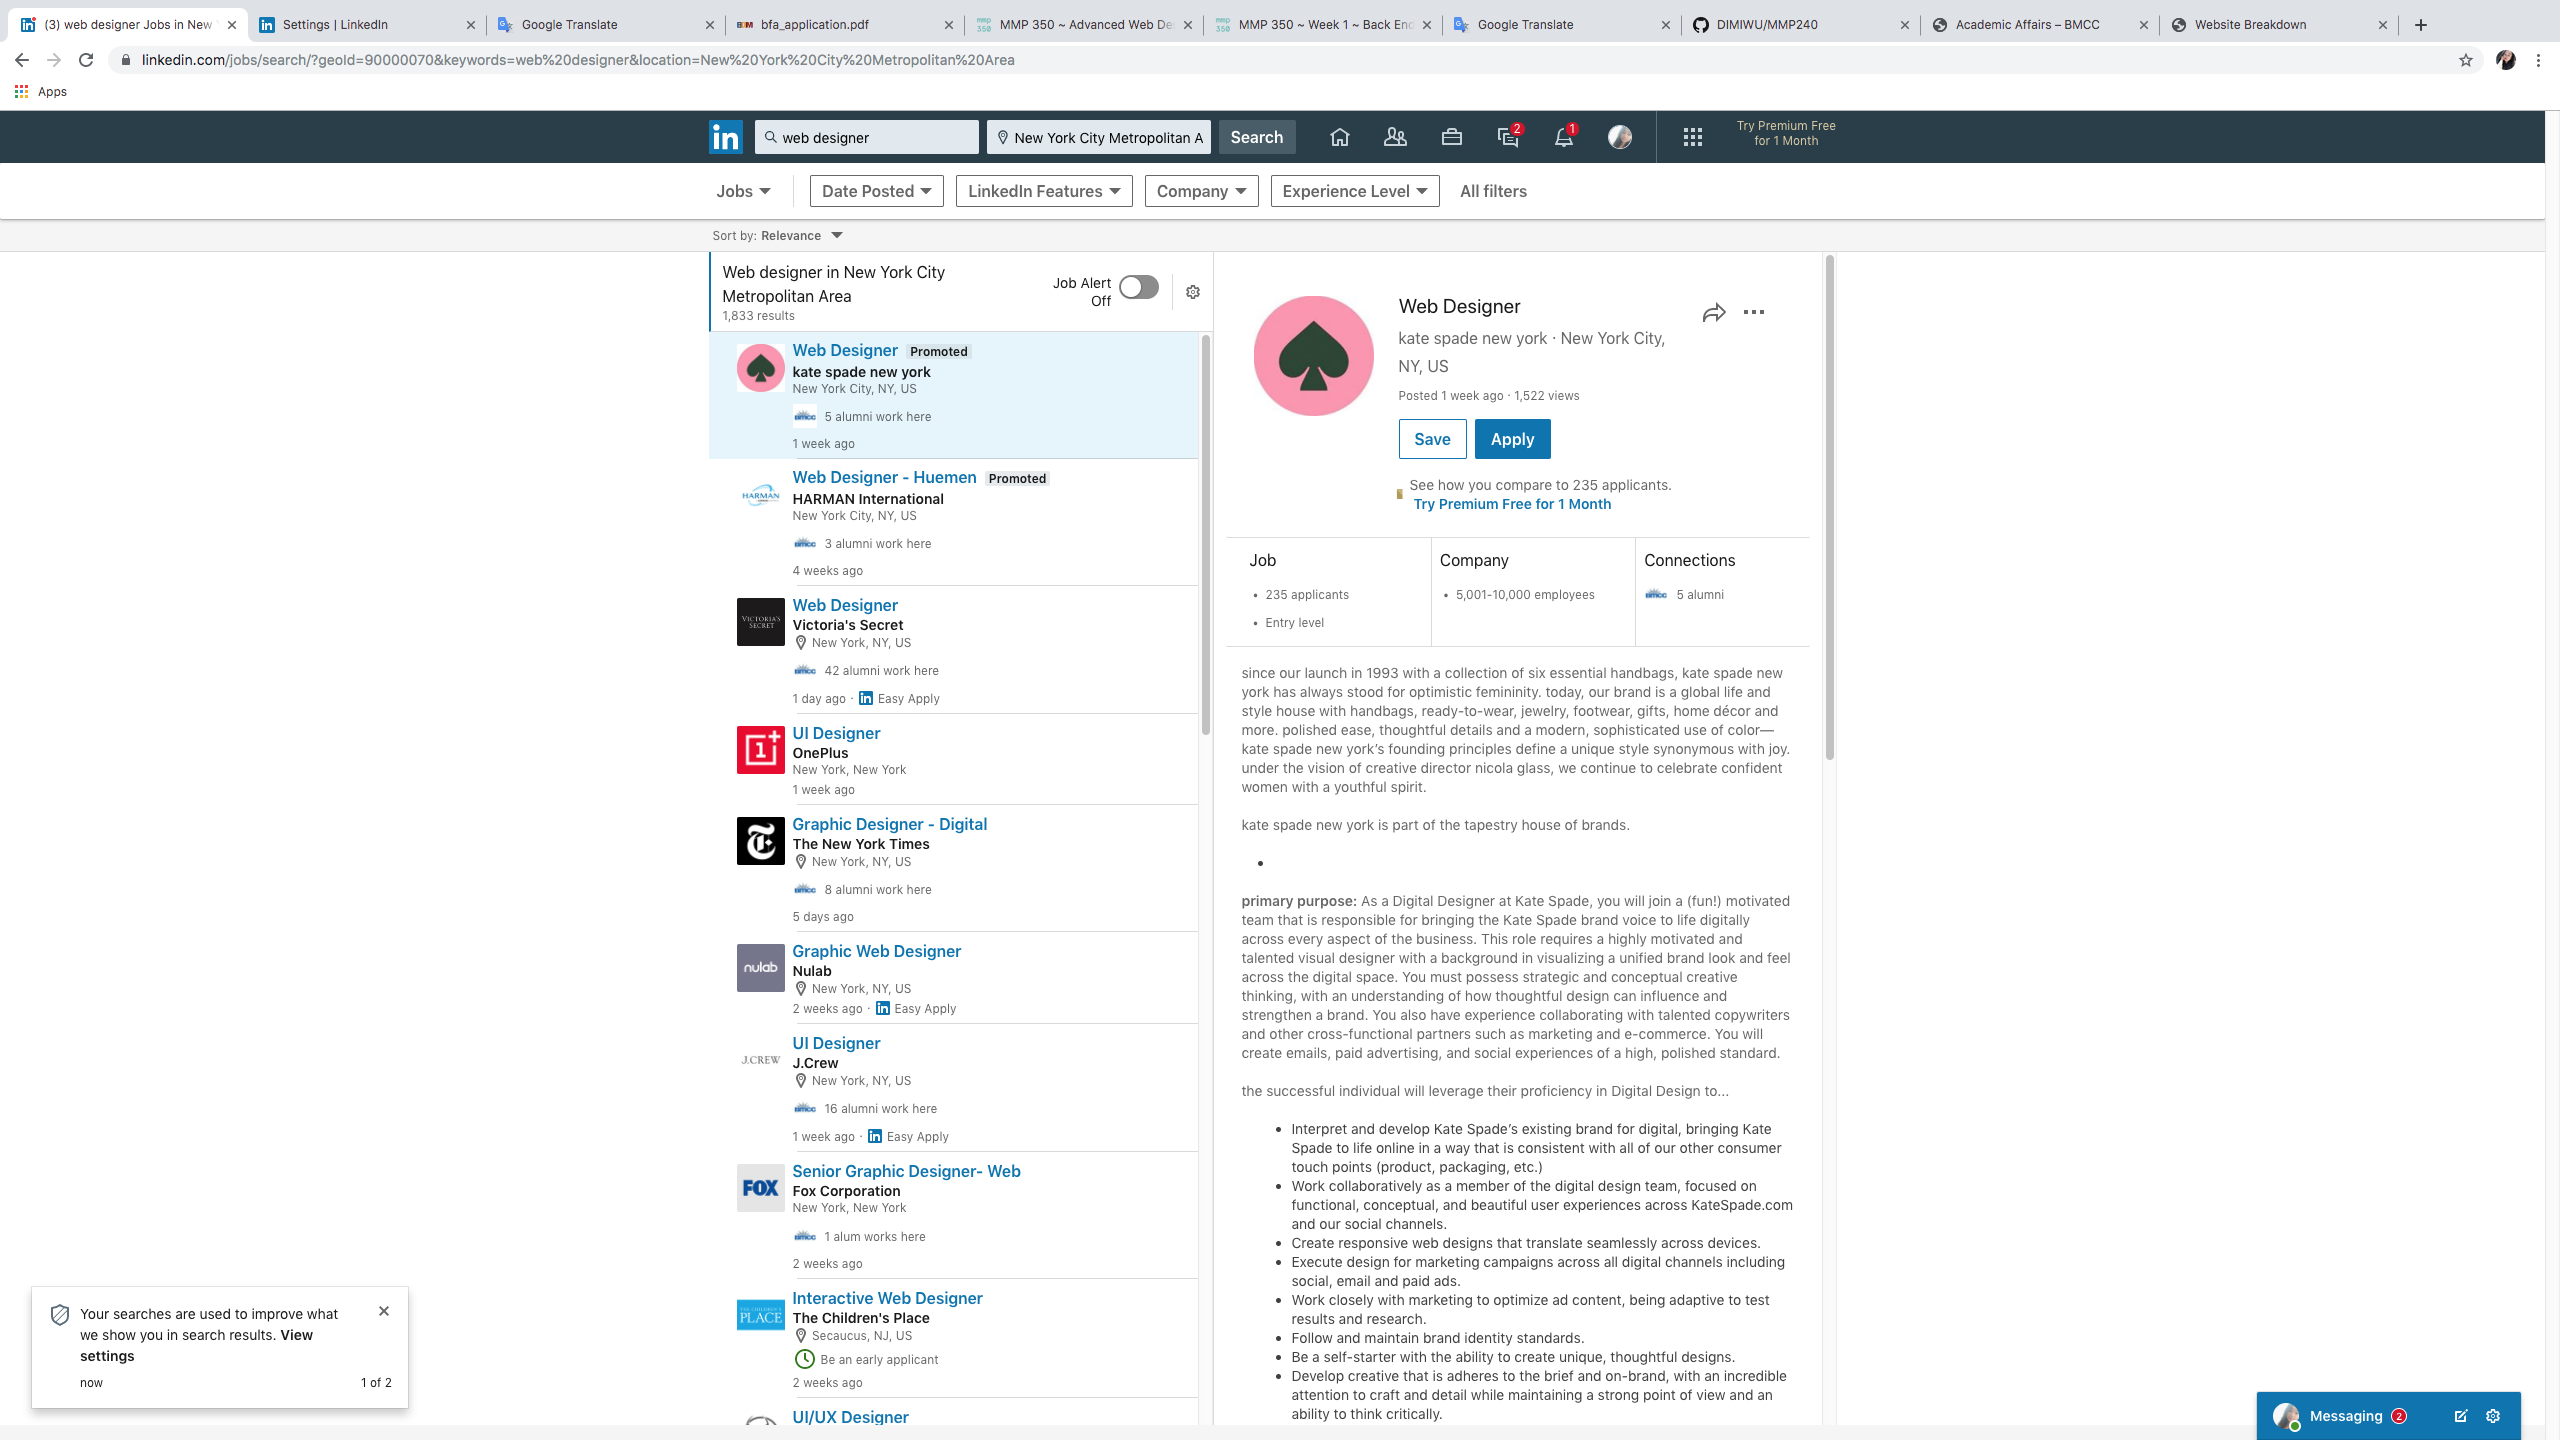 (3) web designer Jobs in New
Settings | LinkedIn
Google Translate
bfa_application.pdf
MMP 350 ~ Advanced Web De
MMP 350 ~ Week 1 ~ Back End
Google Translate
DIMIWU/MMP240
Academic Affairs – BMCC
Website Breakdown
linkedin.com/jobs/search/?geoId=90000070&keywords=web%20designer&location=New%20York%20City%20Metropolitan%20Area
Apps
in
web designer
New York City Metropolitan A
Search
2
1
Try Premium Free
for 1 Month
Jobs
Date Posted
LinkedIn Features
Company
Experience Level
All filters
Sort by: Relevance
Web designer in New York City
Metropolitan Area
1,833 results
Job Alert
Off
Web Designer Promoted
kate spade new york
New York City, NY, US
BMCC 5 alumni work here
1 week ago
Web Designer - Huemen Promoted
HARMAN
HARMAN International
New York City, NY, US
BMCC 3 alumni work here
4 weeks ago
Web Designer
VICTORIA'S
SECRET
Victoria's Secret
New York, NY, US
BMCC 42 alumni work here
1 day ago · in Easy Apply
UI Designer
OnePlus
New York, New York
1 week ago
Graphic Designer - Digital
The New York Times
New York, NY, US
BMCC 8 alumni work here
5 days ago
Graphic Web Designer
nulab
Nulab
New York, NY, US
2 weeks ago · in Easy Apply
UI Designer
J.CREW
J.Crew
New York, NY, US
BMCC 16 alumni work here
1 week ago · in Easy Apply
Senior Graphic Designer- Web
FOX
Fox Corporation
New York, New York
BMCC 1 alum works here
2 weeks ago
Interactive Web Designer
THE CHILDREN'S
PLACE
The Children's Place
Secaucus, NJ, US
Be an early applicant
2 weeks ago
UI/UX Designer
Web Designer
kate spade new york · New York City,
NY, US
Posted 1 week ago · 1,522 views
Save
Apply
See how you compare to 235 applicants.
Try Premium Free for 1 Month
Job
• 235 applicants
• Entry level
Company
• 5,001-10,000 employees
Connections
BMCC 5 alumni
since our launch in 1993 with a collection of six essential handbags, kate spade new
york has always stood for optimistic femininity. today, our brand is a global life and
style house with handbags, ready-to-wear, jewelry, footwear, gifts, home décor and
more. polished ease, thoughtful details and a modern, sophisticated use of color—
kate spade new york’s founding principles define a unique style synonymous with joy.
under the vision of creative director nicola glass, we continue to celebrate confident
women with a youthful spirit.
kate spade new york is part of the tapestry house of brands.
•
primary purpose: As a Digital Designer at Kate Spade, you will join a (fun!) motivated
team that is responsible for bringing the Kate Spade brand voice to life digitally
across every aspect of the business. This role requires a highly motivated and
talented visual designer with a background in visualizing a unified brand look and feel
across the digital space. You must possess strategic and conceptual creative
thinking, with an understanding of how thoughtful design can influence and
strengthen a brand. You also have experience collaborating with talented copywriters
and other cross-functional partners such as marketing and e-commerce. You will
create emails, paid advertising, and social experiences of a high, polished standard.
the successful individual will leverage their proficiency in Digital Design to...
• Interpret and develop Kate Spade’s existing brand for digital, bringing Kate
Spade to life online in a way that is consistent with all of our other consumer
touch points (product, packaging, etc.)
• Work collaboratively as a member of the digital design team, focused on
functional, conceptual, and beautiful user experiences across KateSpade.com
and our social channels.
• Create responsive web designs that translate seamlessly across devices.
• Execute design for marketing campaigns across all digital channels including
social, email and paid ads.
• Work closely with marketing to optimize ad content, being adaptive to test
results and research.
• Follow and maintain brand identity standards.
• Be a self-starter with the ability to create unique, thoughtful designs.
• Develop creative that is adheres to the brief and on-brand, with an incredible
attention to craft and detail while maintaining a strong point of view and an
ability to think critically.
Your searches are used to improve what
we show you in search results. View
settings
now
1 of 2
Messaging 2